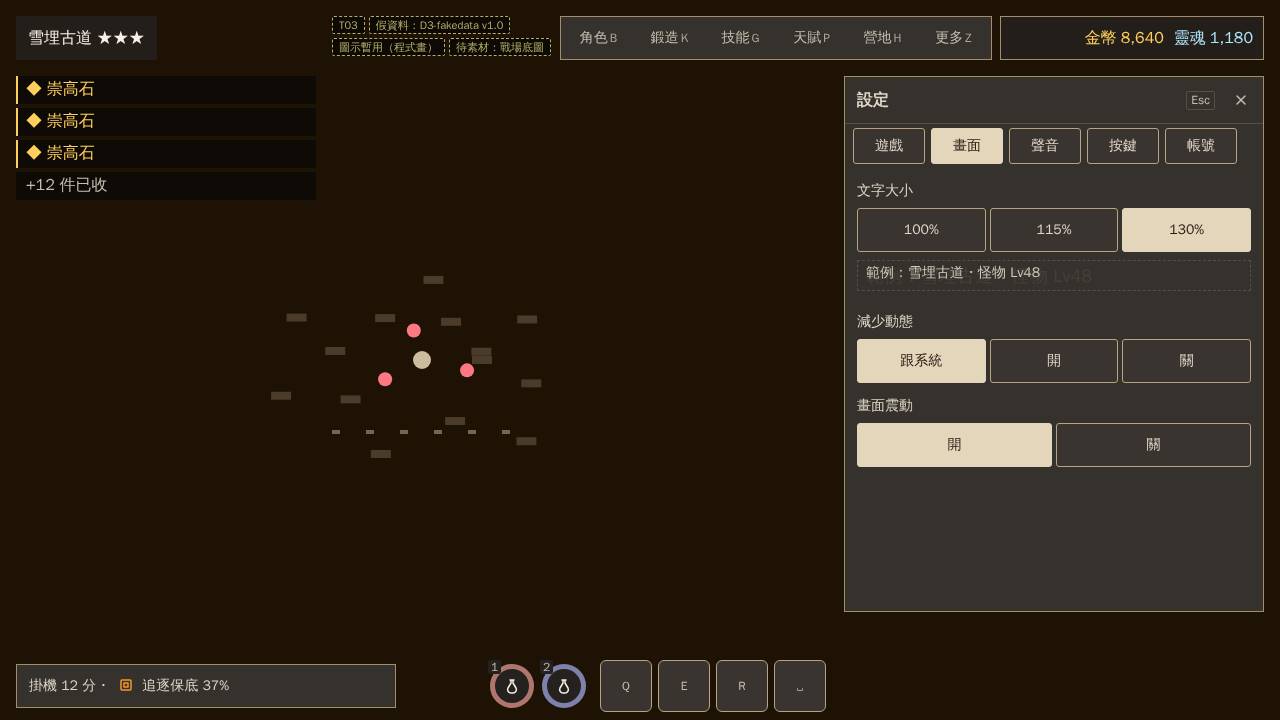 雪埋古道 ★★★
T03 假資料：D3-fakedata v1.0
圖示暫用（程式畫） 待素材：戰場底圖
角色B 鍛造K 技能G 天賦P 營地H 更多Z
金幣 8,640 靈魂 1,180
◆ 崇高石
◆ 崇高石
◆ 崇高石
+12 件已收
設定 Esc ✕
遊戲 畫面 聲音 按鍵 帳號
文字大小
100% 115% 130%
範例：雪埋古道・怪物 Lv48
減少動態
跟系統 開 關
畫面震動
開 關
掛機 12 分・ 追逐保底 37%
1 2 Q E R ⎵